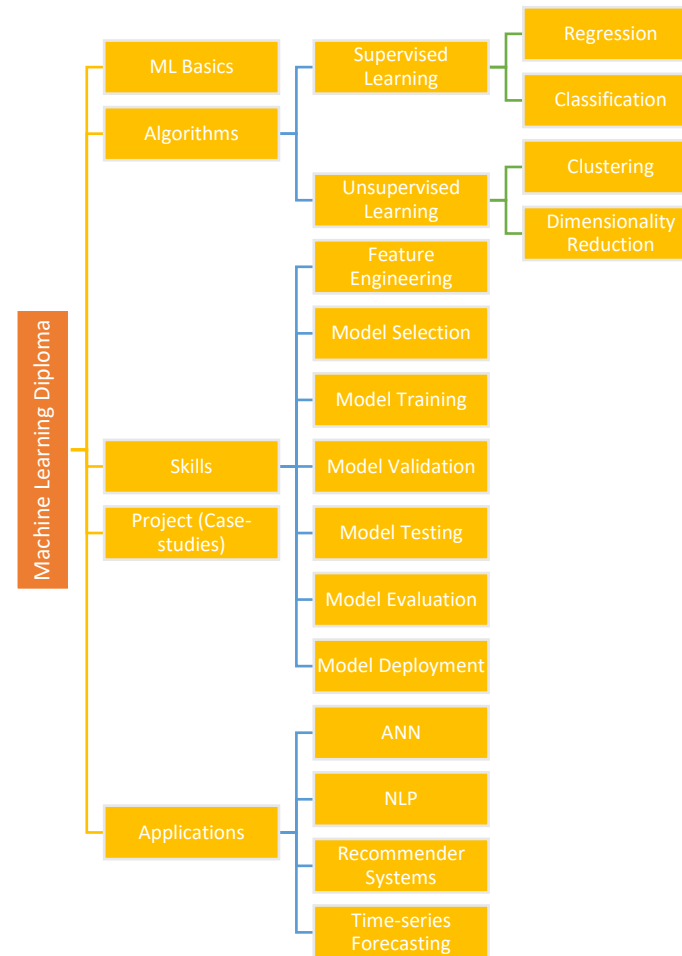 Machine Learning Diploma
ML Basics
Algorithms
Supervised
Learning
Regression
Classification
Unsupervised
Learning
Clustering
Dimensionality
Reduction
Skills
Feature
Engineering
Model Selection
Model Training
Model Validation
Model Testing
Model Evaluation
Model Deployment
Project (Case-
studies)
Applications
ANN
NLP
Recommender
Systems
Time-series
Forecasting